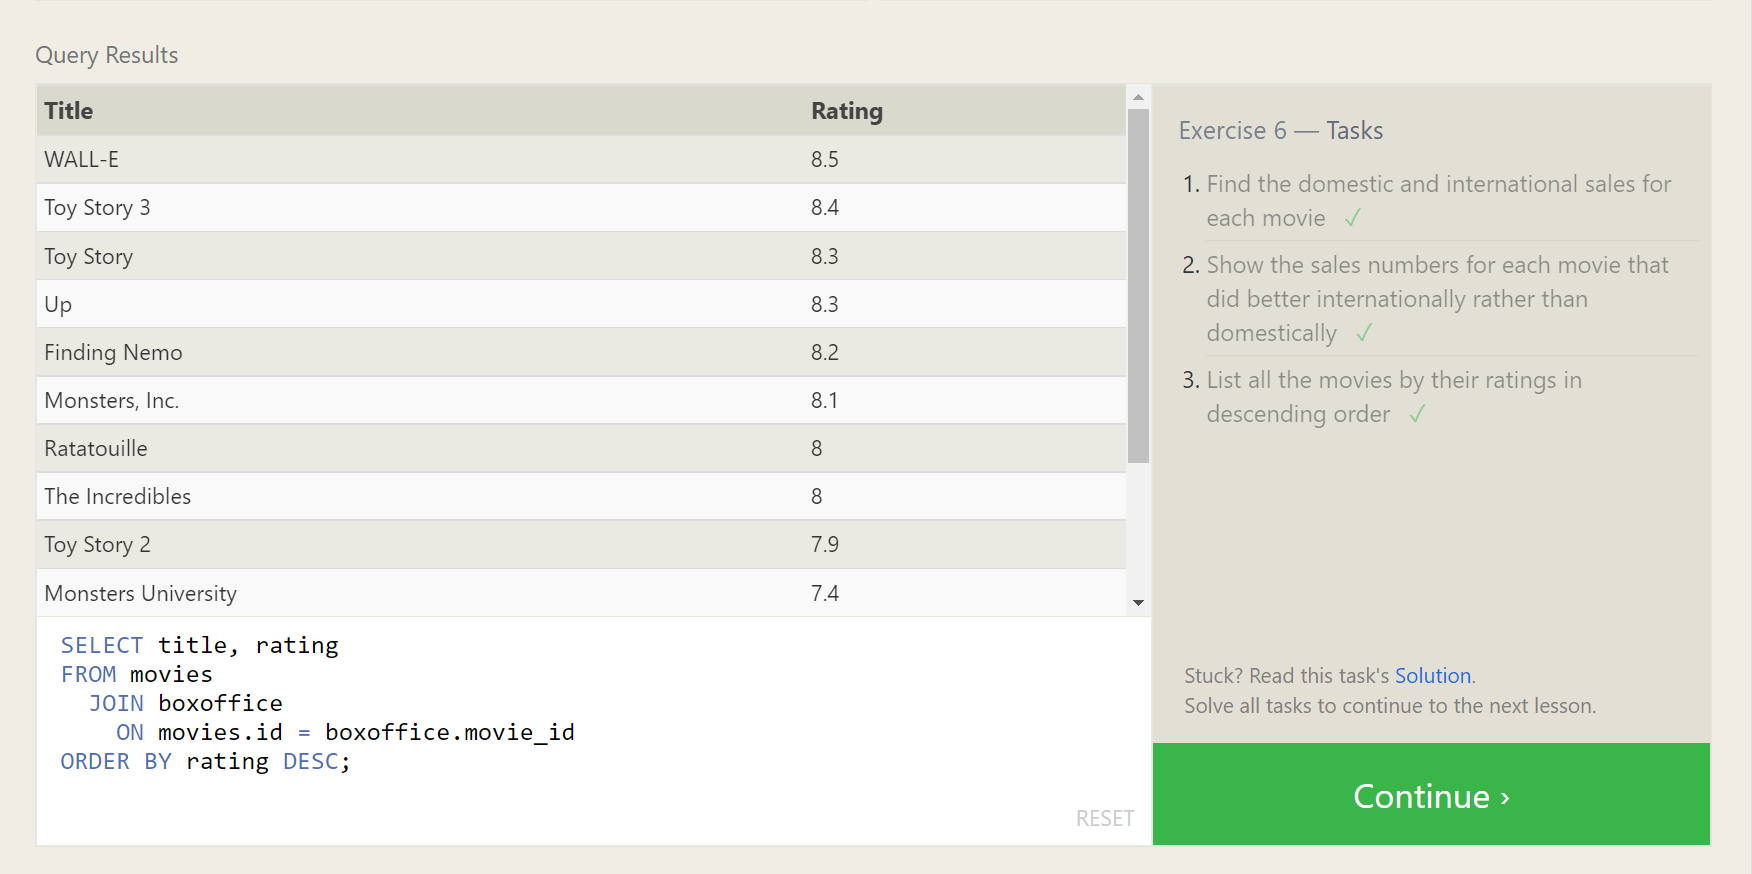 Query Results
Title Rating
WALL-E 8.5
Toy Story 3 8.4
Toy Story 8.3
Up 8.3
Finding Nemo 8.2
Monsters, Inc. 8.1
Ratatouille 8
The Incredibles 8
Toy Story 2 7.9
Monsters University 7.4
SELECT title, rating
FROM movies
JOIN boxoffice
ON movies.id = boxoffice.movie_id
ORDER BY rating DESC;
RESET
Exercise 6 — Tasks
1. Find the domestic and international sales for
each movie ✓
2. Show the sales numbers for each movie that
did better internationally rather than
domestically ✓
3. List all the movies by their ratings in
descending order ✓
Stuck? Read this task's Solution.
Solve all tasks to continue to the next lesson.
Continue ›